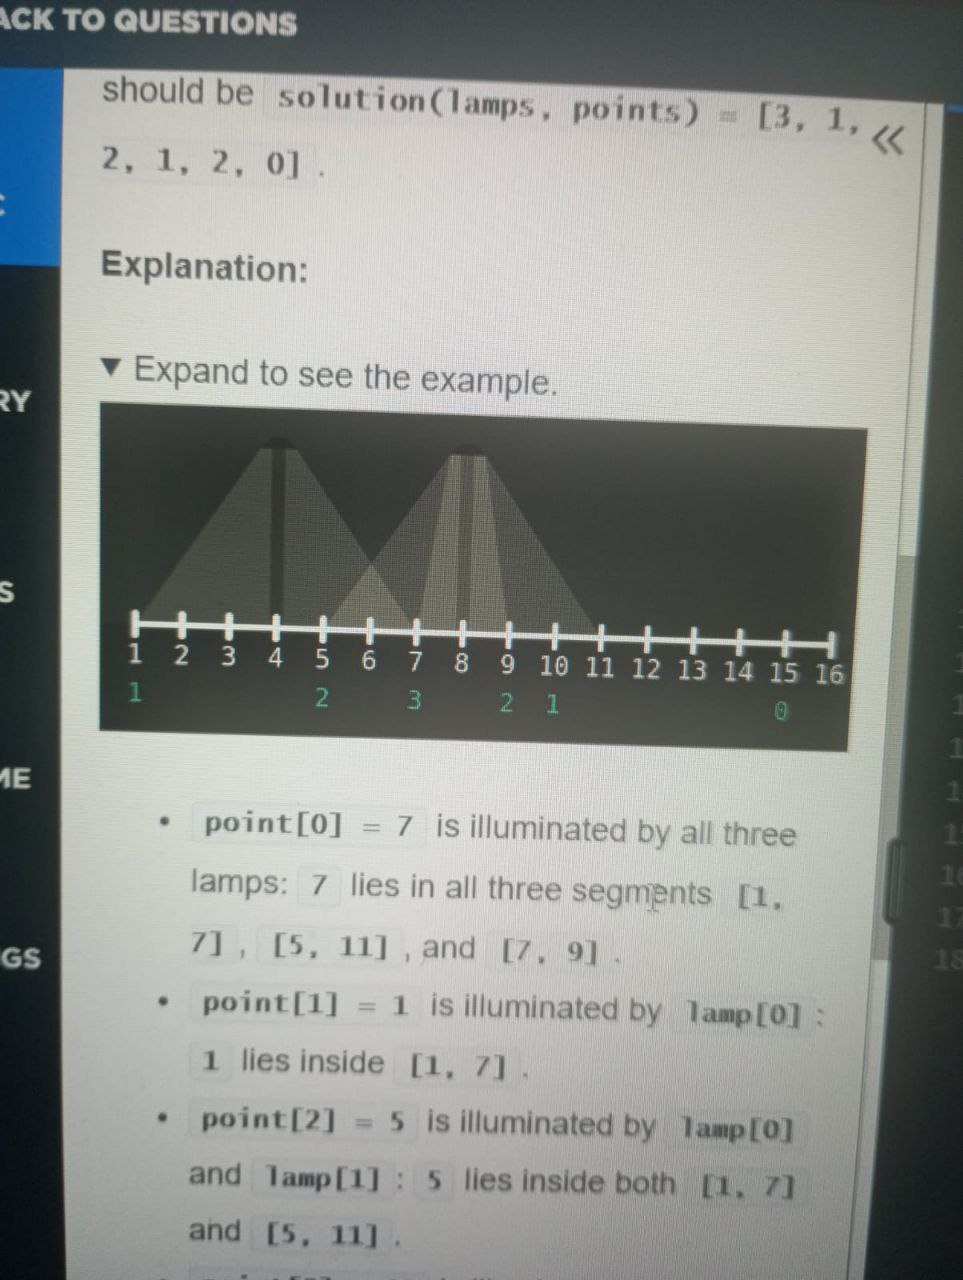 ACK TO QUESTIONS
should be solution(lamps, points) = [3, 1,
2, 1, 2, 0] .
Explanation:
▼ Expand to see the example.
1 2 3 4 5 6 7 8 9 10 11 12 13 14 15 16
1 2 3 2 1 0
• point[0] = 7 is illuminated by all three
lamps: 7 lies in all three segments [1,
7] , [5, 11] , and [7, 9] .
• point[1] = 1 is illuminated by lamp[0] :
1 lies inside [1, 7] .
• point[2] = 5 is illuminated by lamp[0]
and lamp[1] : 5 lies inside both [1, 7]
and [5, 11] .
RY
S
ME
GS
16
17
18